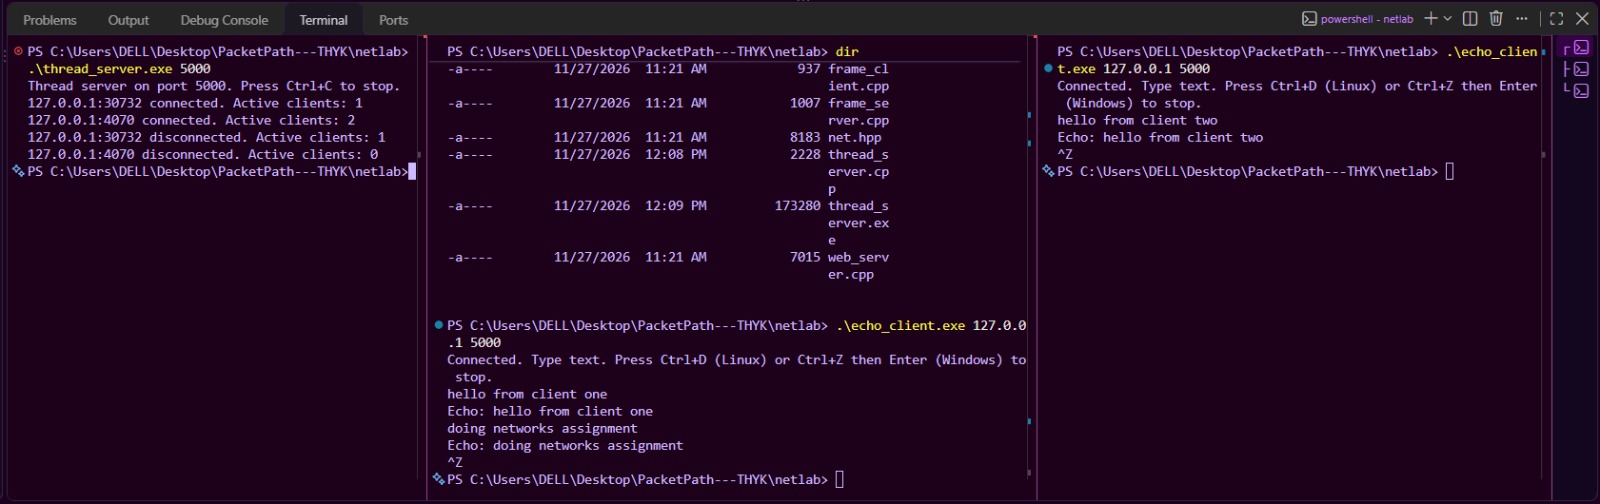 Problems Output Debug Console Terminal Ports
powershell - netlab
PS C:\Users\DELL\Desktop\PacketPath---THYK\netlab>
.\thread_server.exe 5000
Thread server on port 5000. Press Ctrl+C to stop.
127.0.0.1:30732 connected. Active clients: 1
127.0.0.1:4070 connected. Active clients: 2
127.0.0.1:30732 disconnected. Active clients: 1
127.0.0.1:4070 disconnected. Active clients: 0
PS C:\Users\DELL\Desktop\PacketPath---THYK\netlab>
PS C:\Users\DELL\Desktop\PacketPath---THYK\netlab> dir
-a---- 11/27/2026 11:21 AM 937 frame_cl
ient.cpp
-a---- 11/27/2026 11:21 AM 1007 frame_se
rver.cpp
-a---- 11/27/2026 11:21 AM 8183 net.hpp
-a---- 11/27/2026 12:08 PM 2228 thread_s
erver.cp
p
-a---- 11/27/2026 12:09 PM 173280 thread_s
erver.ex
e
-a---- 11/27/2026 11:21 AM 7015 web_serv
er.cpp
PS C:\Users\DELL\Desktop\PacketPath---THYK\netlab> .\echo_client.exe 127.0.0
.1 5000
Connected. Type text. Press Ctrl+D (Linux) or Ctrl+Z then Enter (Windows) to
stop.
hello from client one
Echo: hello from client one
doing networks assignment
Echo: doing networks assignment
^Z
PS C:\Users\DELL\Desktop\PacketPath---THYK\netlab>
PS C:\Users\DELL\Desktop\PacketPath---THYK\netlab> .\echo_clien
t.exe 127.0.0.1 5000
Connected. Type text. Press Ctrl+D (Linux) or Ctrl+Z then Enter
(Windows) to stop.
hello from client two
Echo: hello from client two
^Z
PS C:\Users\DELL\Desktop\PacketPath---THYK\netlab>